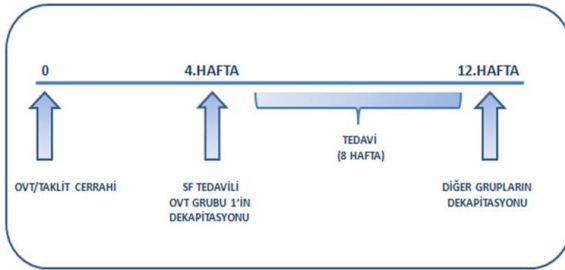 0
4.HAFTA
12.HAFTA
TEDAVİ
(8 HAFTA)
OVT/TAKLİT CERRAHİ
SF TEDAVİLİ
OVT GRUBU 1'İN
DEKAPİTASYONU
DİĞER GRUPLARIN
DEKAPİTASYONU